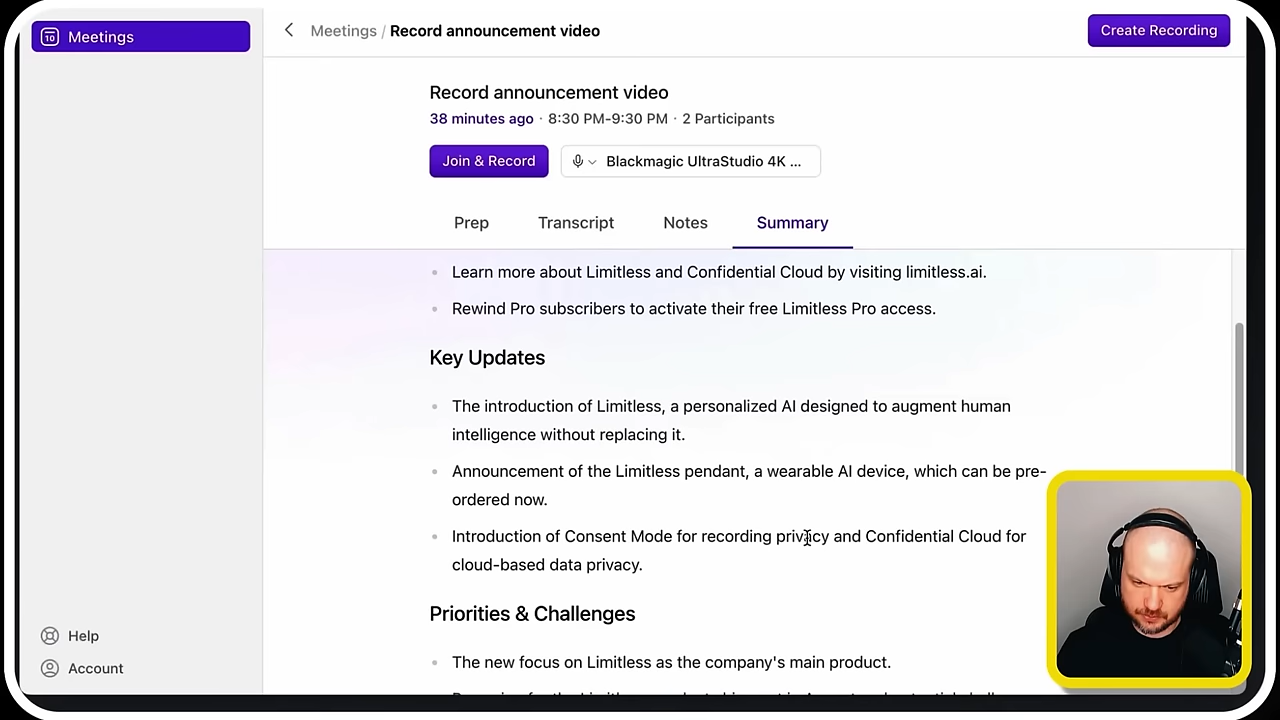 Meetings
Meetings / Record announcement video
Create Recording
Record announcement video
38 minutes ago · 8:30 PM-9:30 PM · 2 Participants
Join & Record
Blackmagic UltraStudio 4K ...
Prep
Transcript
Notes
Summary
Learn more about Limitless and Confidential Cloud by visiting limitless.ai.
Rewind Pro subscribers to activate their free Limitless Pro access.
Key Updates
The introduction of Limitless, a personalized AI designed to augment human
intelligence without replacing it.
Announcement of the Limitless pendant, a wearable AI device, which can be pre-
ordered now.
Introduction of Consent Mode for recording privacy and Confidential Cloud for
cloud-based data privacy.
Priorities & Challenges
The new focus on Limitless as the company's main product.
Help
Account